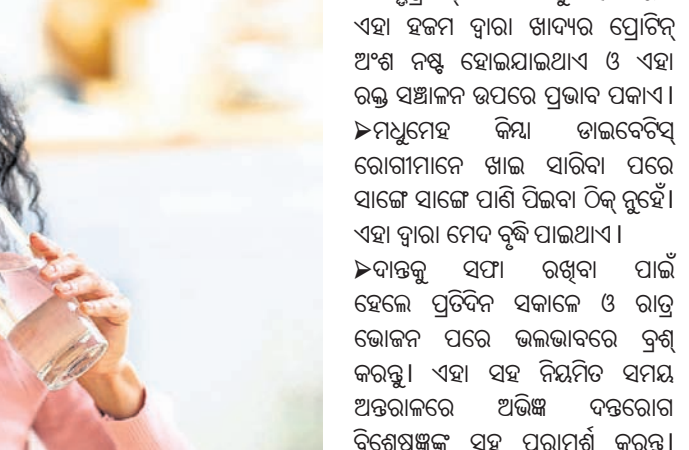 ଏହା ହଜମ ଦ୍ୱାରା ଖାଦ୍ୟର ପ୍ରୋଟିନ୍
ଅଂଶ ନଷ୍ଟ ହୋଇଯାଇଥାଏ ଓ ଏହା
ରକ୍ତ ସଞ୍ଚାଳନ ଉପରେ ପ୍ରଭାବ ପକାଏ।
➤ମଧୁମେହ କିମ୍ବା ଡାଇବେଟିସ୍
ରୋଗୀମାନେ ଖାଇ ସାରିବା ପରେ
ସାଙ୍ଗେ ସାଙ୍ଗେ ପାଣି ପିଇବା ଠିକ୍ ନୁହେଁ।
ଏହା ଦ୍ୱାରା ମେଦ ବୃଦ୍ଧି ପାଇଥାଏ।
➤ଦାନ୍ତକୁ ସଫା ରଖିବା ପାଇଁ
ହେଲେ ପ୍ରତିଦିନ ସକାଳେ ଓ ରାତ୍ର
ଭୋଜନ ପରେ ଭଲଭାବରେ ବ୍ରଶ୍
କରନ୍ତୁ। ଏହା ସହ ନିୟମିତ ସମୟ
ଅନ୍ତରାଳରେ ଅଭିଜ୍ଞ ଦନ୍ତରୋଗ
ବିଶେଷଜ୍ଞଙ୍କ ସହ ପରାମର୍ଶ କରନ୍ତୁ।